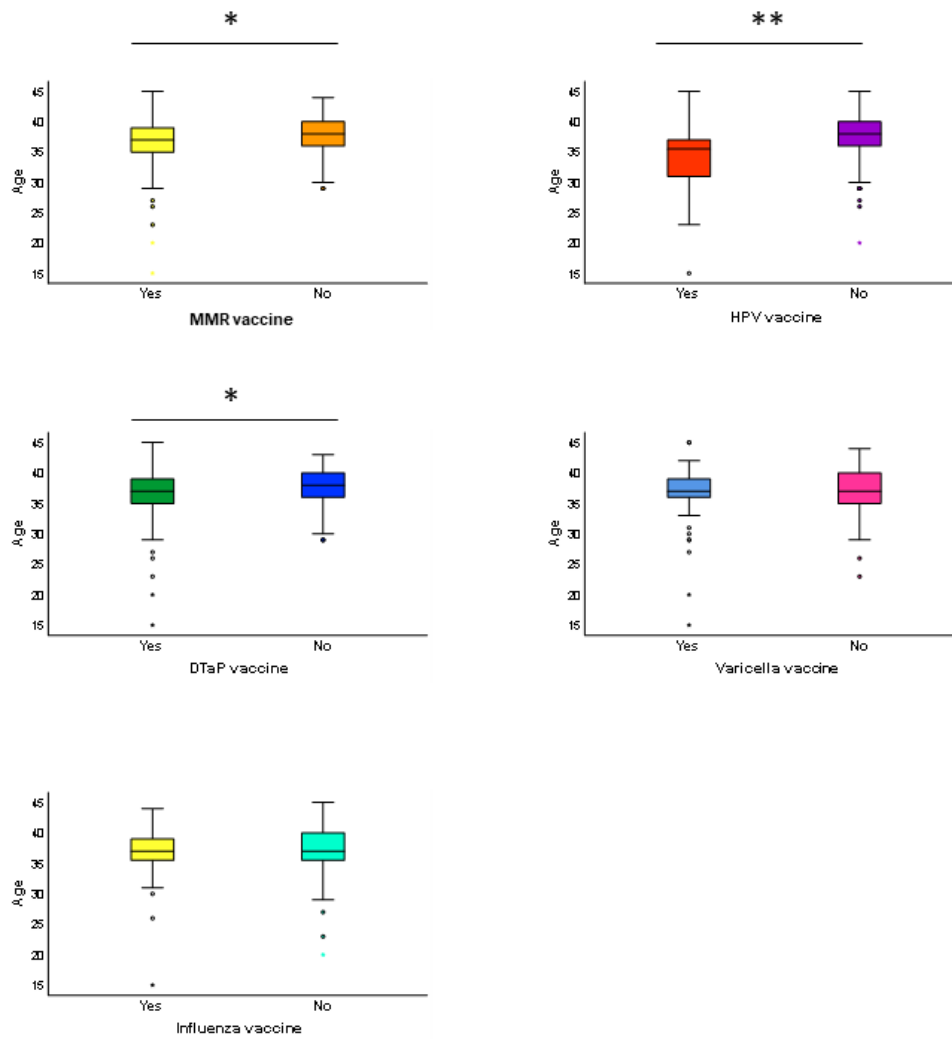 *
**
45
40
35
30
25
20
15
Age
Yes
No
MMR vaccine
45
40
35
30
25
20
15
Age
Yes
No
HPV vaccine
*
45
40
35
30
25
20
15
Age
Yes
No
DTaP vaccine
45
40
35
30
25
20
15
Age
Yes
No
Varicella vaccine
45
40
35
30
25
20
15
Age
Yes
No
Influenza vaccine